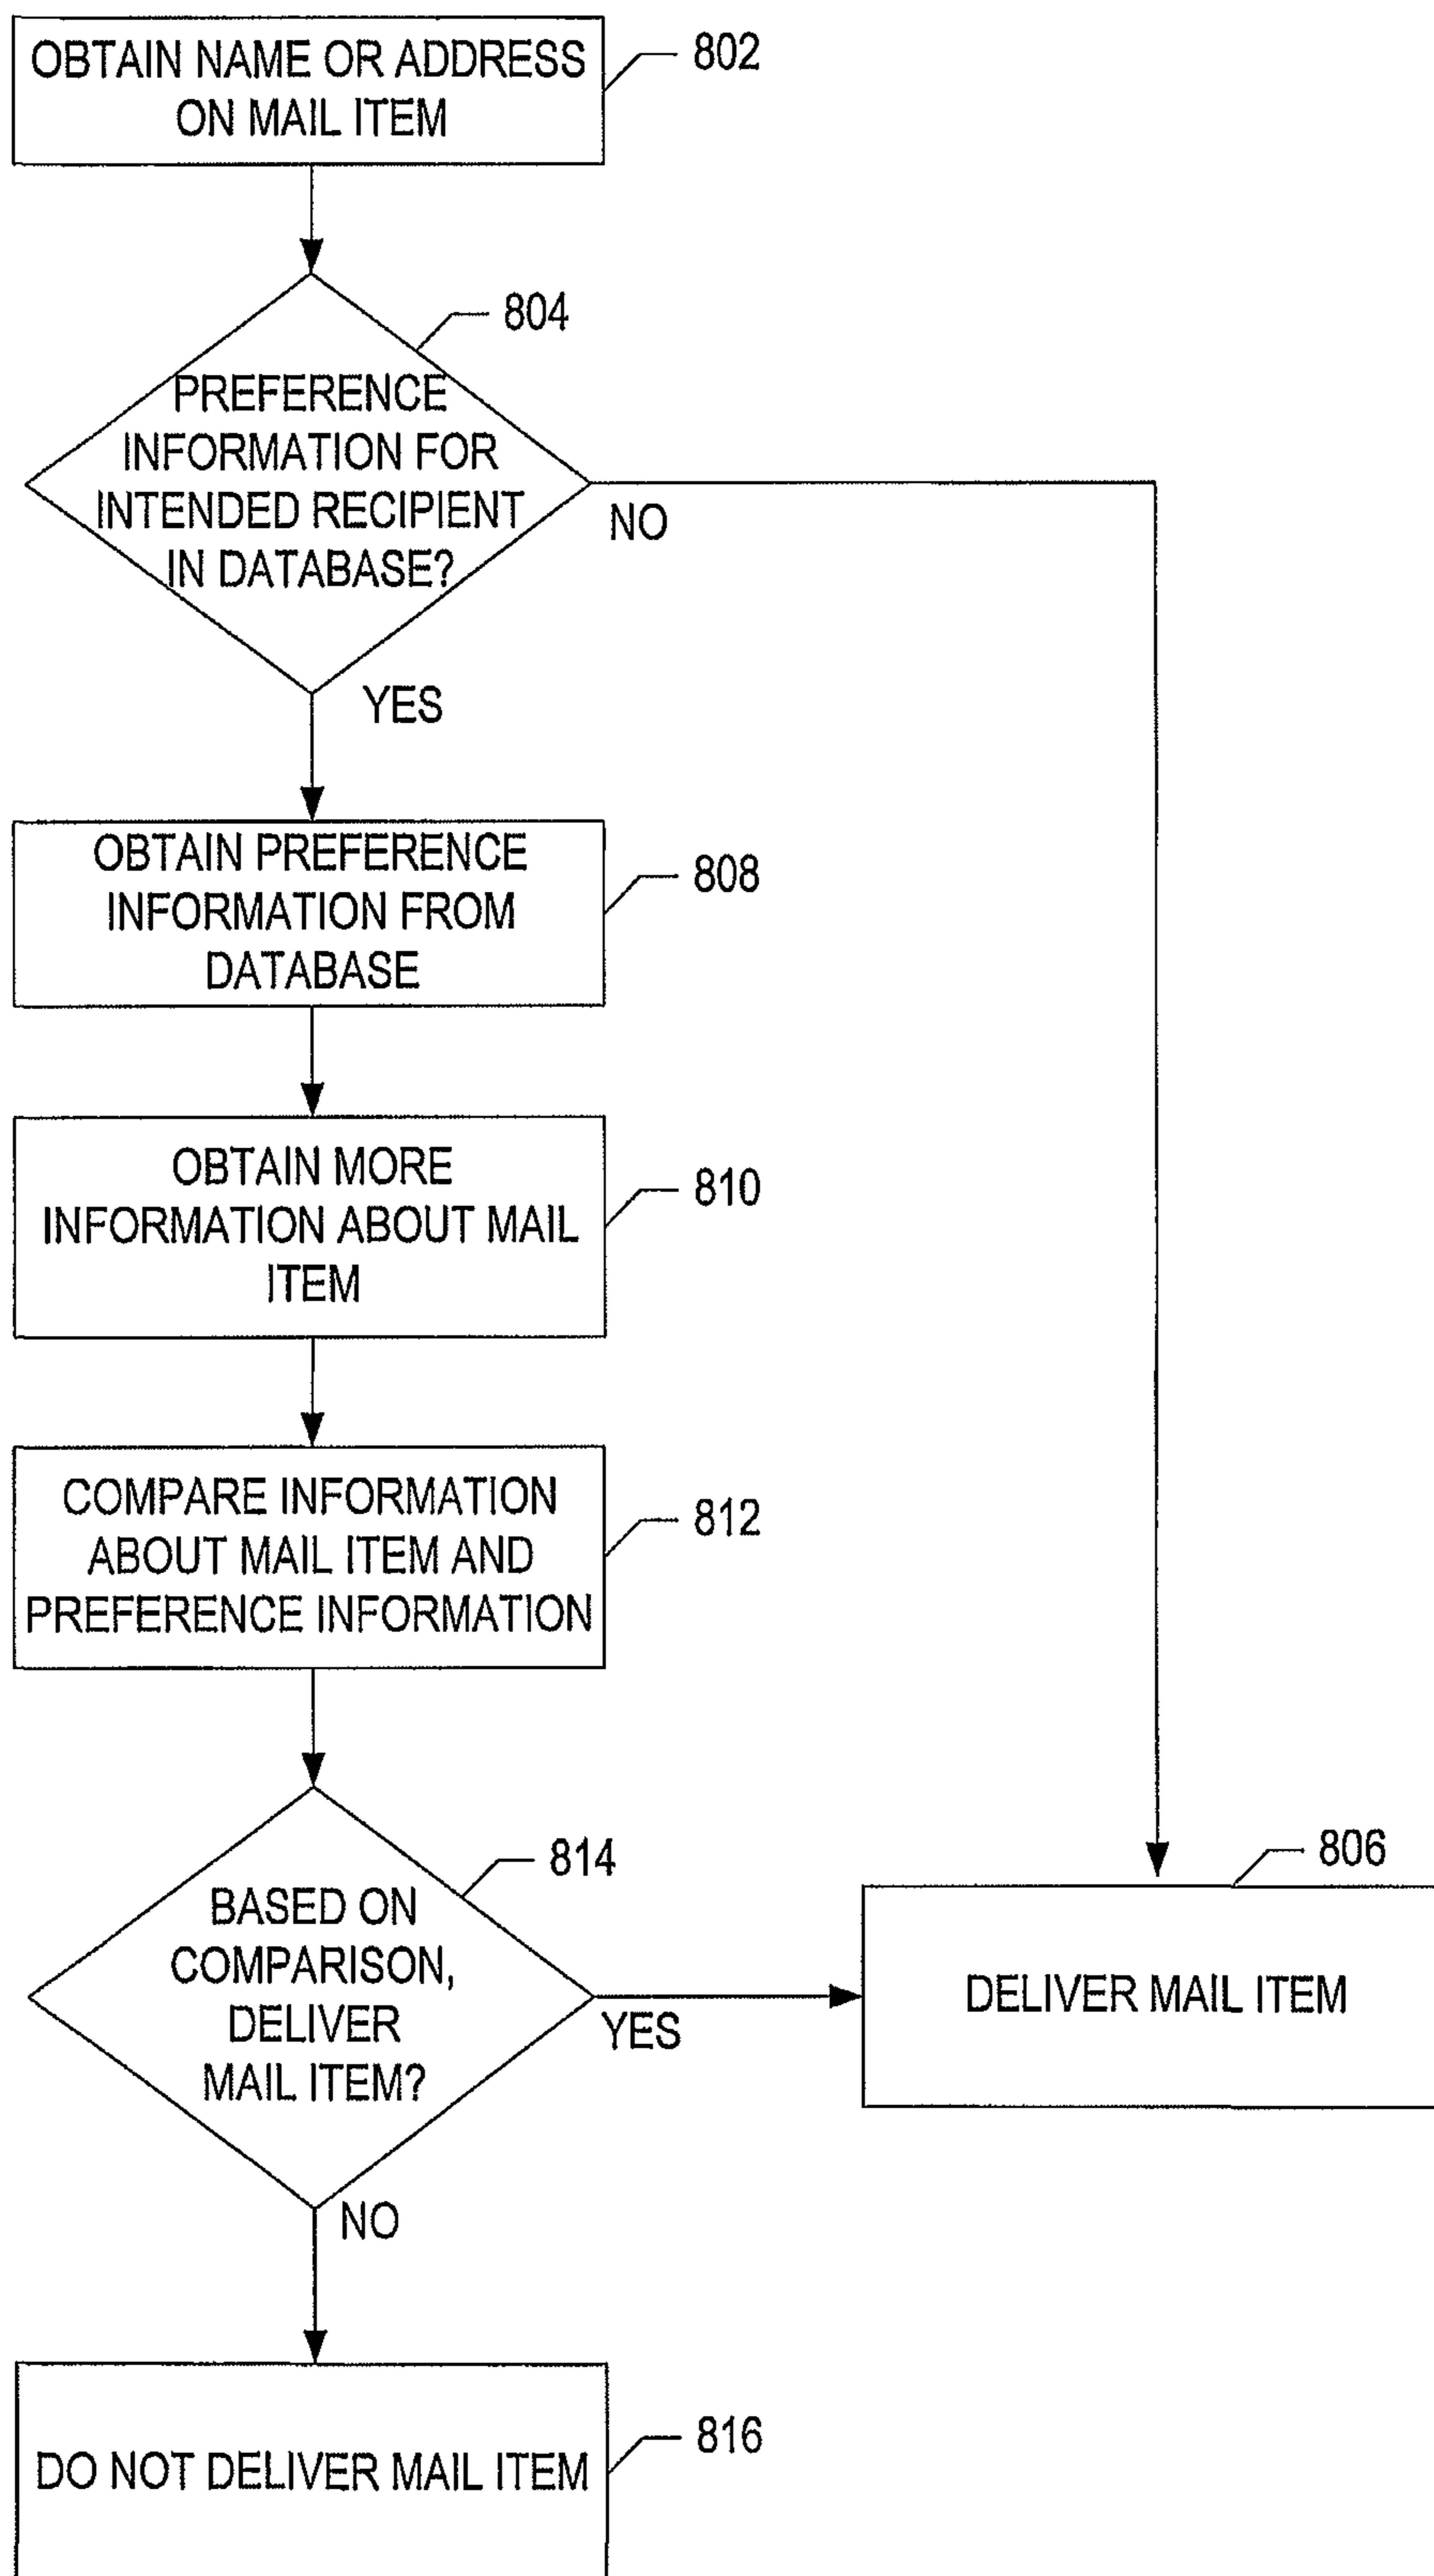 OBTAIN NAME OR ADDRESS
ON MAIL ITEM
802
804
PREFERENCE
INFORMATION FOR
INTENDED RECIPIENT
IN DATABASE?
NO
YES
OBTAIN PREFERENCE
INFORMATION FROM
DATABASE
808
OBTAIN MORE
INFORMATION ABOUT MAIL
ITEM
810
COMPARE INFORMATION
ABOUT MAIL ITEM AND
PREFERENCE INFORMATION
812
814
BASED ON
COMPARISON,
DELIVER
MAIL ITEM?
YES
806
DELIVER MAIL ITEM
NO
DO NOT DELIVER MAIL ITEM
816